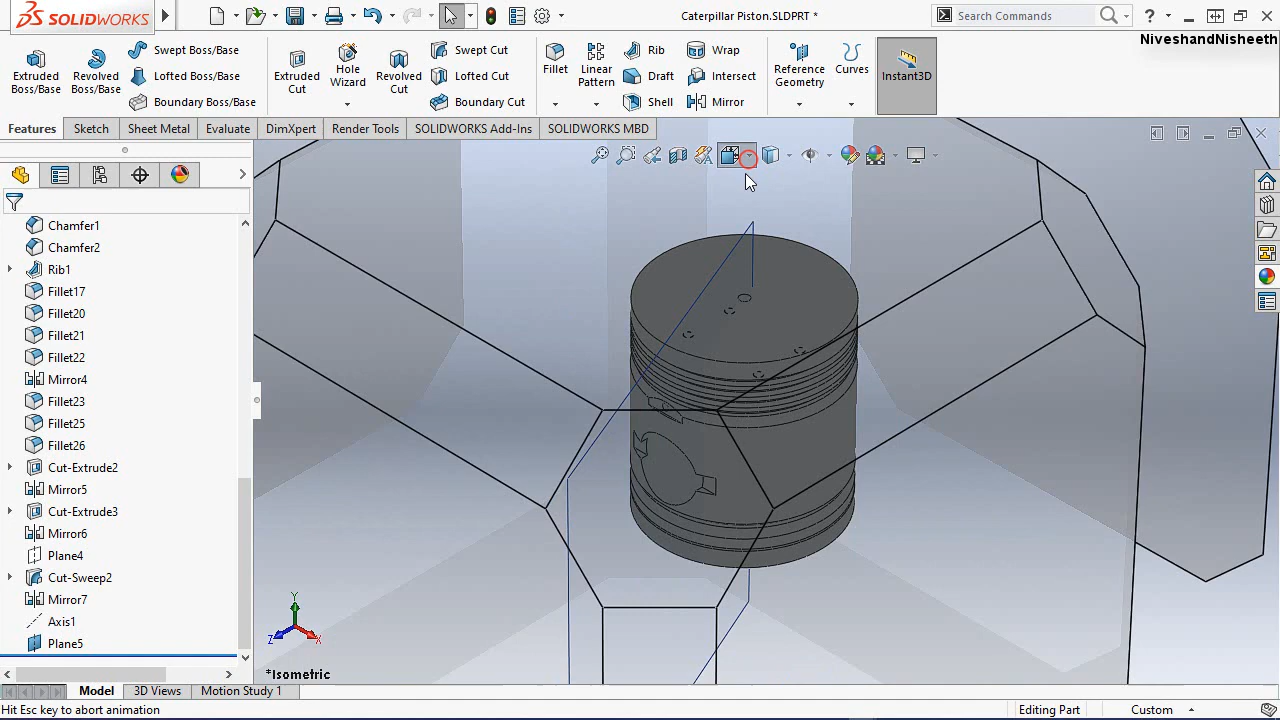 SOLIDWORKS
Caterpillar Piston.SLDPRT *
Search Commands
?
NiveshandNisheeth
Extruded Boss/Base
Revolved Boss/Base
Swept Boss/Base
Lofted Boss/Base
Boundary Boss/Base
Extruded Cut
Hole Wizard
Revolved Cut
Swept Cut
Lofted Cut
Boundary Cut
Fillet
Linear Pattern
Rib
Draft
Shell
Wrap
Intersect
Mirror
Reference Geometry
Curves
Instant3D
Features
Sketch
Sheet Metal
Evaluate
DimXpert
Render Tools
SOLIDWORKS Add-Ins
SOLIDWORKS MBD
Chamfer1
Chamfer2
Rib1
Fillet17
Fillet20
Fillet21
Fillet22
Mirror4
Fillet23
Fillet25
Fillet26
Cut-Extrude2
Mirror5
Cut-Extrude3
Mirror6
Plane4
Cut-Sweep2
Mirror7
Axis1
Plane5
Y
Z
X
*Isometric
Model
3D Views
Motion Study 1
Hit Esc key to abort animation
Editing Part
Custom